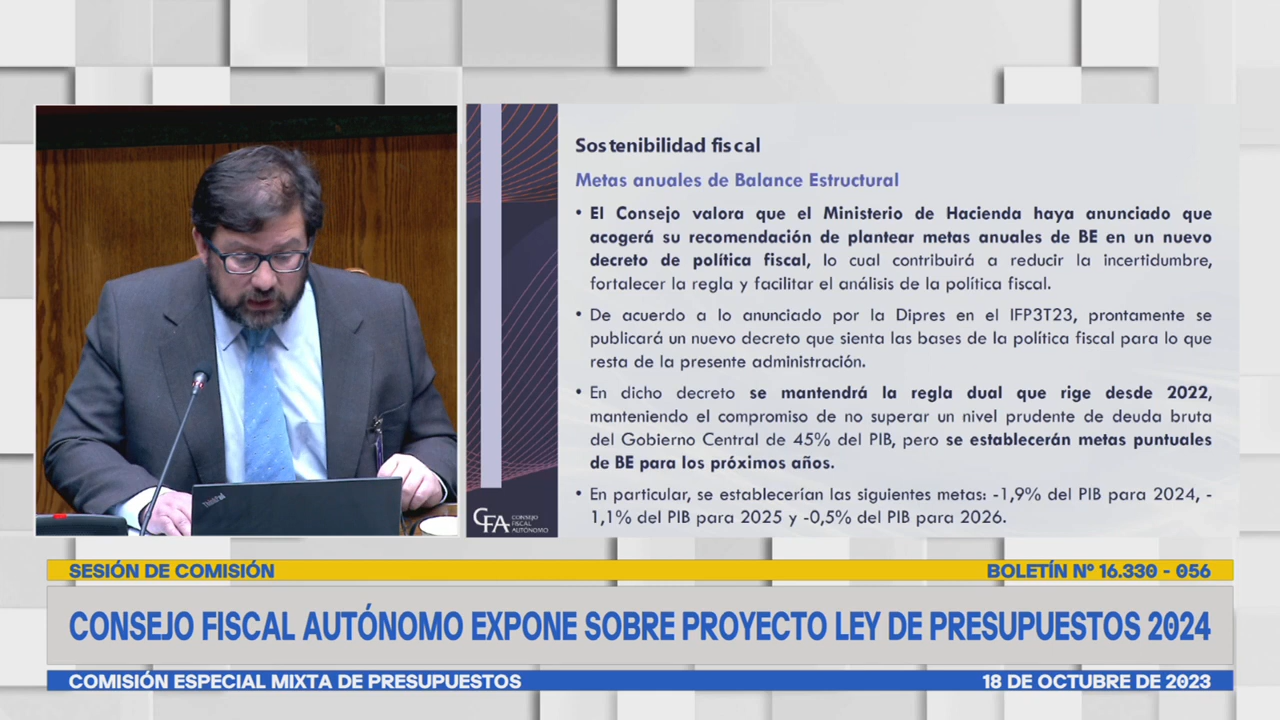 Sostenibilidad fiscal
Metas anuales de Balance Estructural
• El Consejo valora que el Ministerio de Hacienda haya anunciado que
acogerá su recomendación de plantear metas anuales de BE en un nuevo
decreto de política fiscal, lo cual contribuirá a reducir la incertidumbre,
fortalecer la regla y facilitar el análisis de la política fiscal.
• De acuerdo a lo anunciado por la Dipres en el IFP3T23, prontamente se
publicará un nuevo decreto que sienta las bases de la política fiscal para lo que
resta de la presente administración.
• En dicho decreto se mantendrá la regla dual que rige desde 2022,
manteniendo el compromiso de no superar un nivel prudente de deuda bruta
del Gobierno Central de 45% del PIB, pero se establecerán metas puntuales
de BE para los próximos años.
• En particular, se establecerían las siguientes metas: -1,9% del PIB para 2024, -
1,1% del PIB para 2025 y -0,5% del PIB para 2026.
CFA
CONSEJO
FISCAL
AUTÓNOMO
ThinkPad
SESIÓN DE COMISIÓN
BOLETÍN Nº 16.330 - 056
CONSEJO FISCAL AUTÓNOMO EXPONE SOBRE PROYECTO LEY DE PRESUPUESTOS 2024
COMISIÓN ESPECIAL MIXTA DE PRESUPUESTOS
18 DE OCTUBRE DE 2023